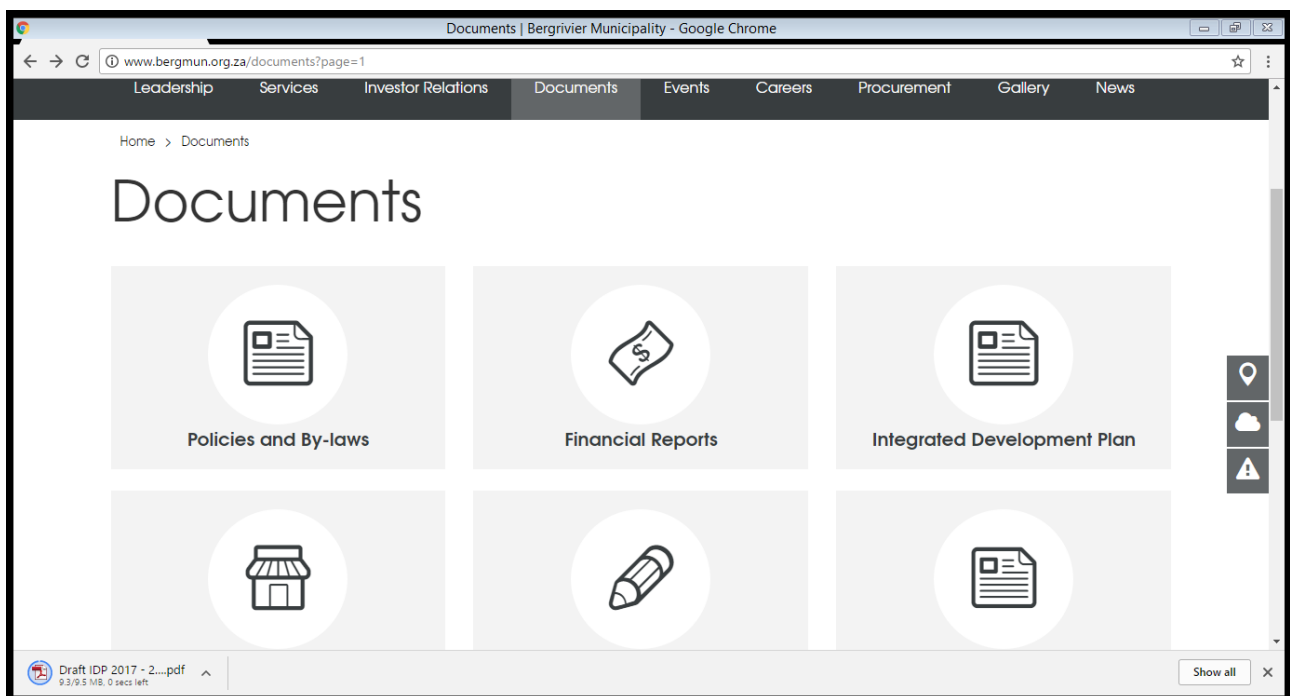 Documents | Bergrivier Municipality - Google Chrome
www.bergmun.org.za/documents?page=1
Leadership Services Investor Relations Documents Events Careers Procurement Gallery News
Home > Documents
Documents
Policies and By-laws Financial Reports Integrated Development Plan
Draft IDP 2017 - 2....pdf
9.3/9.5 MB, 0 secs left
Show all